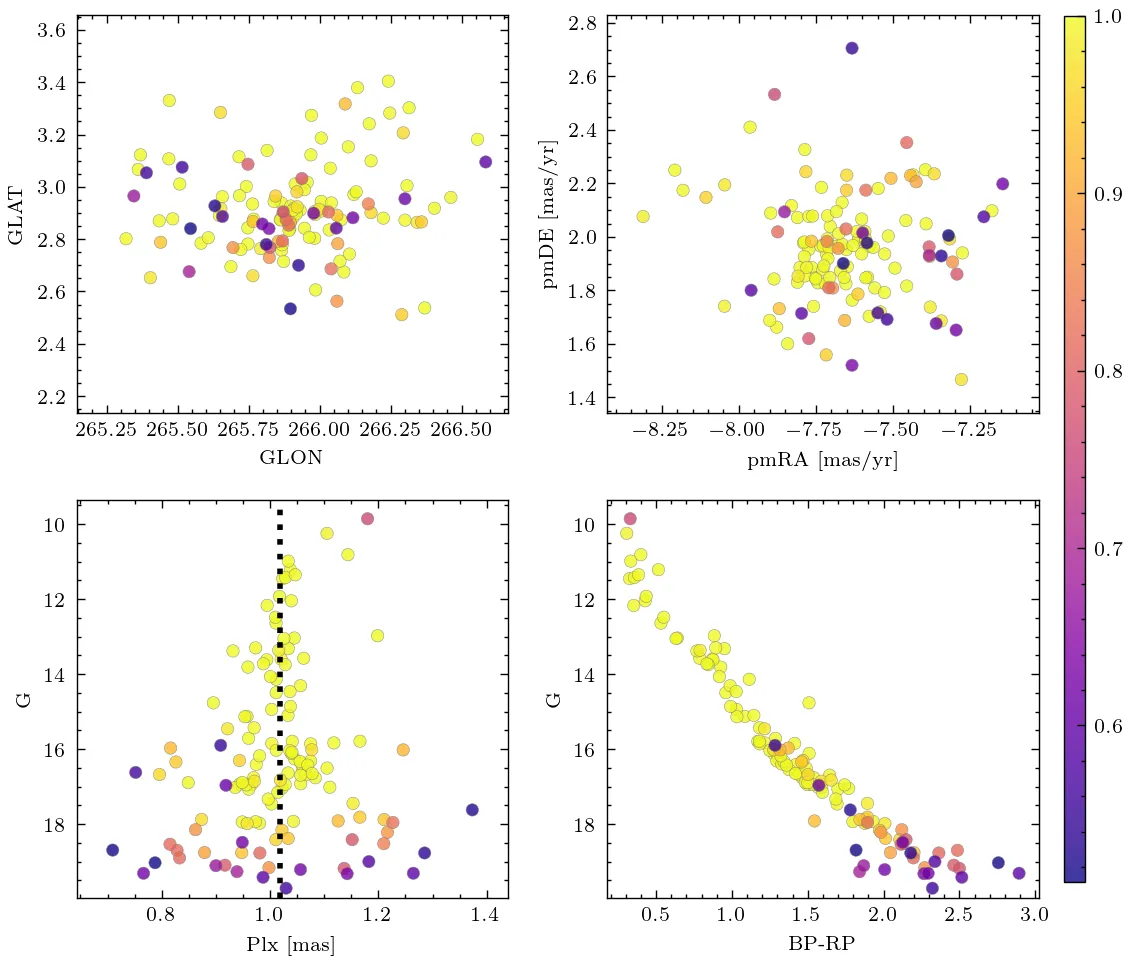 3.6
3.4
3.2
3.0
2.8
2.6
2.4
2.2
GLAT
265.25 265.50 265.75 266.00 266.25 266.50
GLON
2.8
2.6
2.4
2.2
2.0
1.8
1.6
1.4
pmDE [mas/yr]
−8.25 −8.00 −7.75 −7.50 −7.25
pmRA [mas/yr]
1.0
0.9
0.8
0.7
0.6
10
12
14
16
18
G
0.8 1.0 1.2 1.4
Plx [mas]
10
12
14
16
18
G
0.5 1.0 1.5 2.0 2.5 3.0
BP-RP